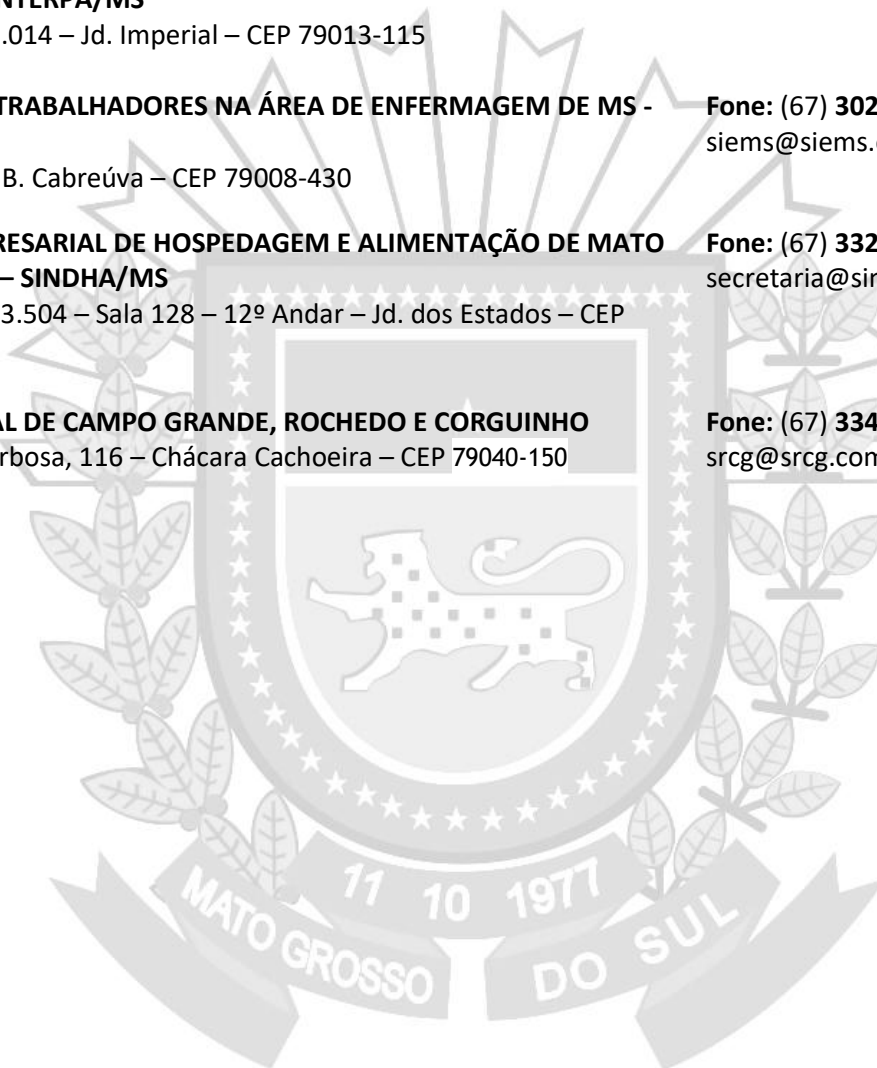 .014 – Jd. Imperial – CEP 79013-115
TRABALHADORES NA ÁREA DE ENFERMAGEM DE MS - Fone: (67) 302
siems@siems.
B. Cabreúva – CEP 79008-430
RESARIAL DE HOSPEDAGEM E ALIMENTAÇÃO DE MATO Fone: (67) 332
– SINDHA/MS secretaria@sin
3.504 – Sala 128 – 12º Andar – Jd. dos Estados – CEP
AL DE CAMPO GRANDE, ROCHEDO E CORGUINHO Fone: (67) 334
rbosa, 116 – Chácara Cachoeira – CEP 79040-150 srcg@srcg.com
11 10 1977
MATO GROSSO DO SUL